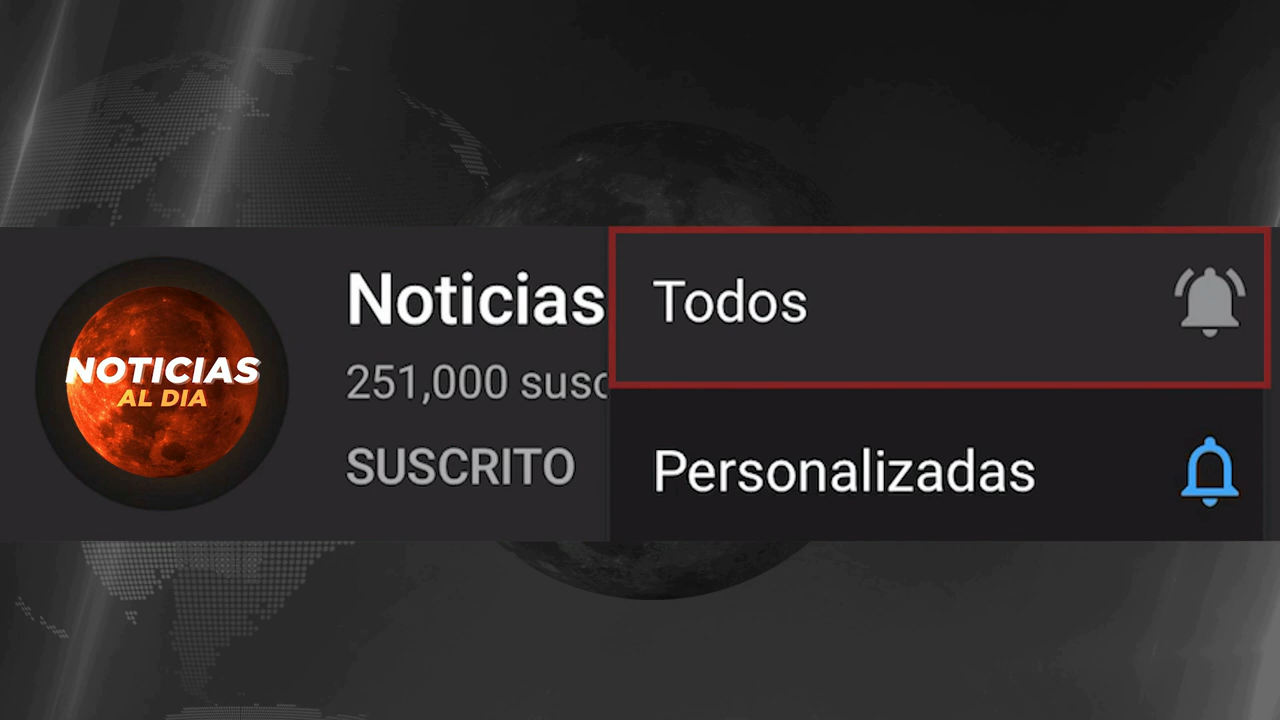 NOTICIAS
AL DIA
Noticias
251,000 susc
SUSCRITO
Todos
Personalizadas